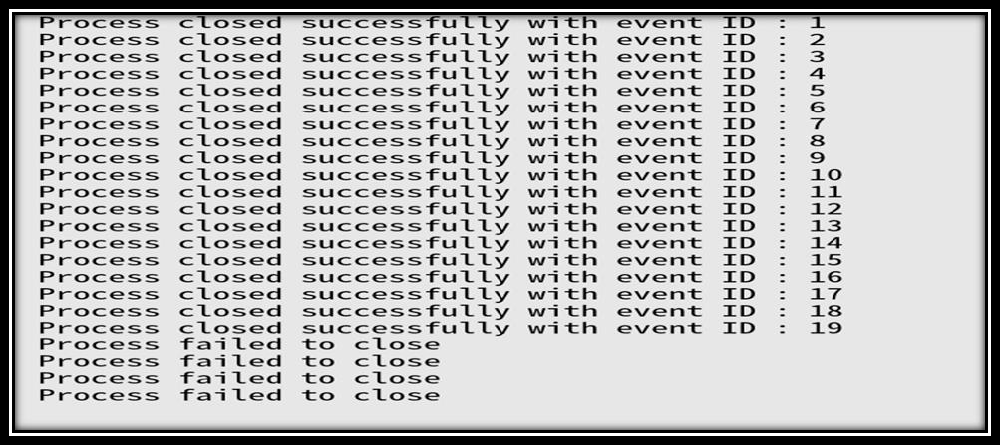 Process closed successfully with event ID : 1
Process closed successfully with event ID : 2
Process closed successfully with event ID : 3
Process closed successfully with event ID : 4
Process closed successfully with event ID : 5
Process closed successfully with event ID : 6
Process closed successfully with event ID : 7
Process closed successfully with event ID : 8
Process closed successfully with event ID : 9
Process closed successfully with event ID : 10
Process closed successfully with event ID : 11
Process closed successfully with event ID : 12
Process closed successfully with event ID : 13
Process closed successfully with event ID : 14
Process closed successfully with event ID : 15
Process closed successfully with event ID : 16
Process closed successfully with event ID : 17
Process closed successfully with event ID : 18
Process closed successfully with event ID : 19
Process failed to close
Process failed to close
Process failed to close
Process failed to close